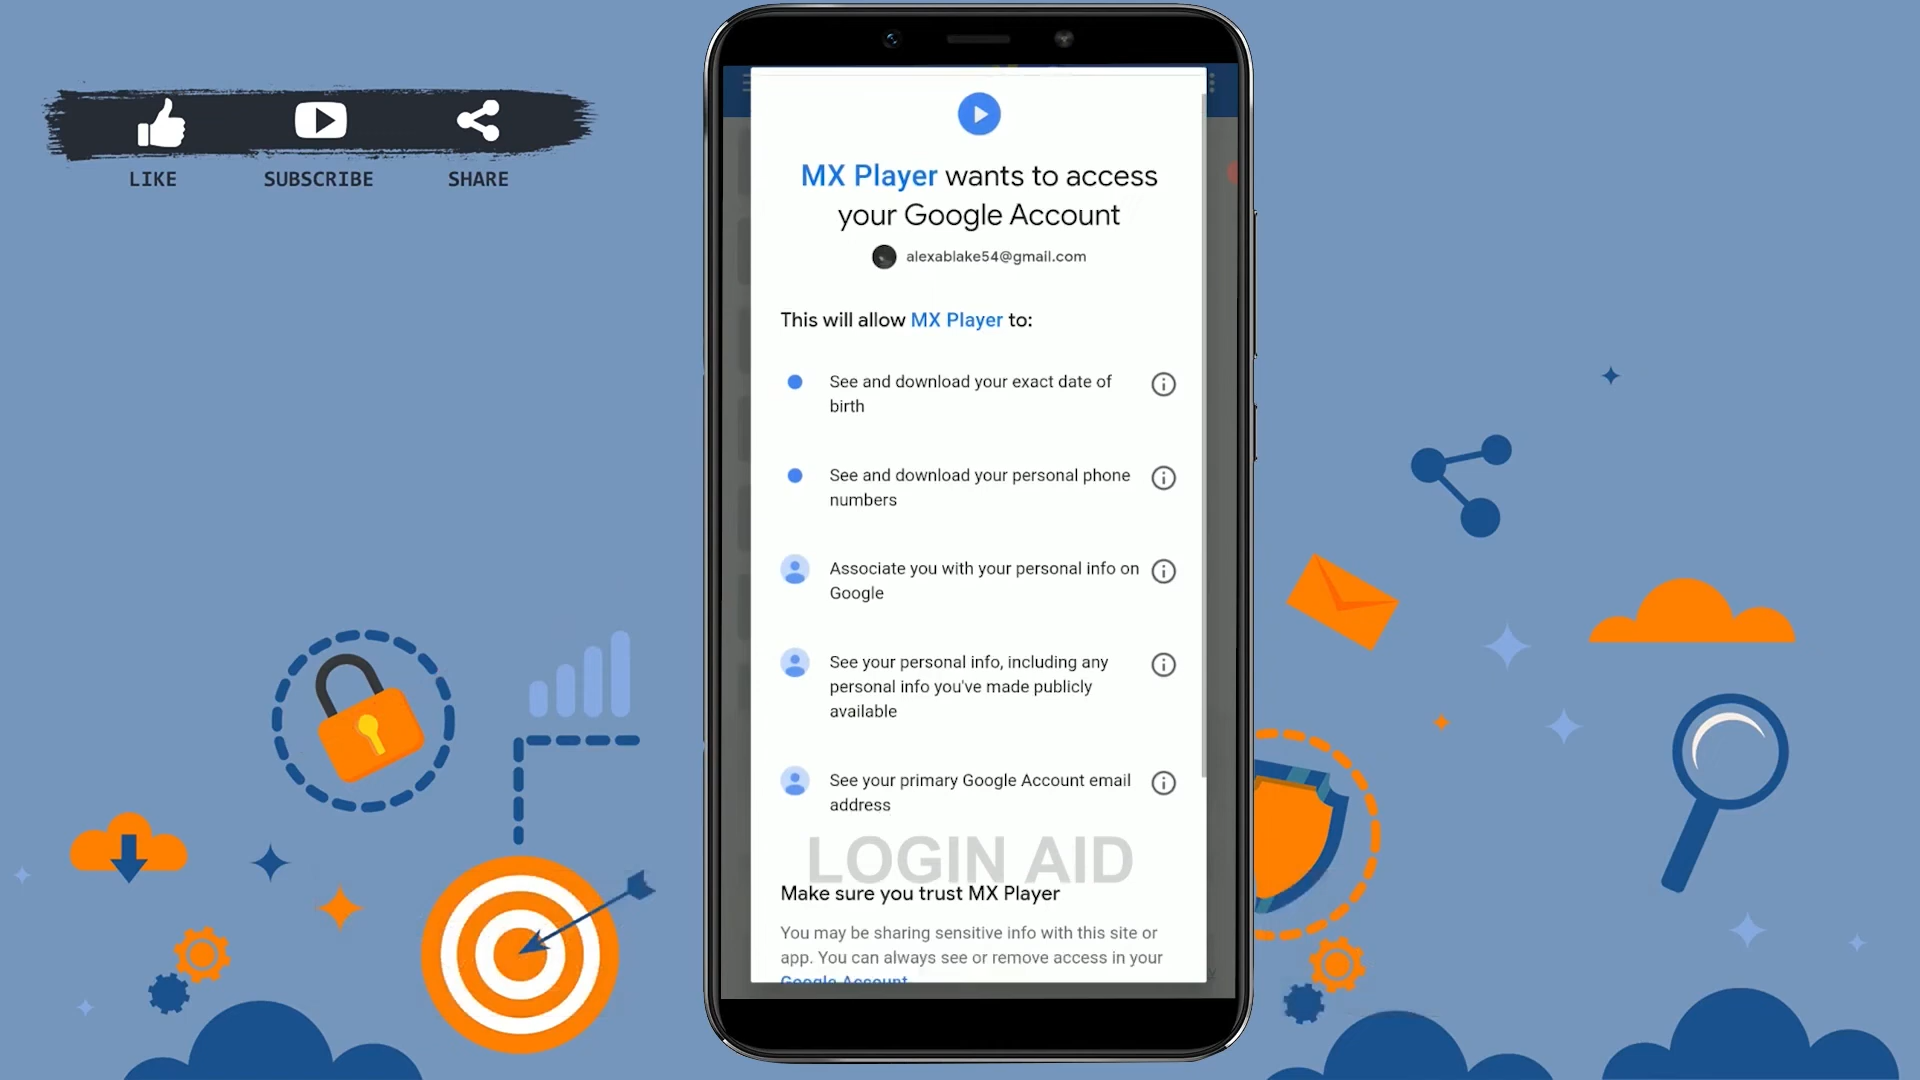 LIKE SUBSCRIBE SHARE
MX Player wants to access
your Google Account
alexablake54@gmail.com
This will allow MX Player to:
See and download your exact date of
birth
See and download your personal phone
numbers
Associate you with your personal info on
Google
See your personal info, including any
personal info you've made publicly
available
See your primary Google Account email
address
LOGIN AID
Make sure you trust MX Player
You may be sharing sensitive info with this site or
app. You can always see or remove access in your
Google Account